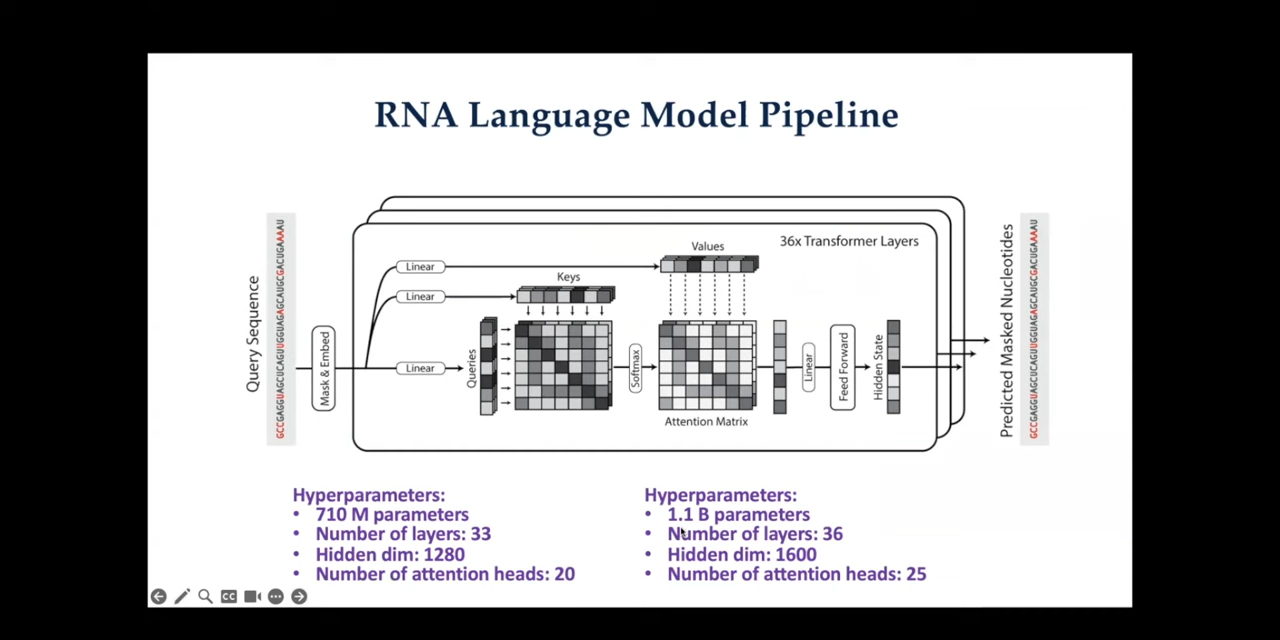 RNA Language Model Pipeline
36x Transformer Layers
Values
Linear
Keys
Linear
Query Sequence
Mask & Embed
Linear
Queries
Softmax
Linear
Feed Forward
Hidden State
Predicted Masked Nucleotides
Attention Matrix
Hyperparameters:
• 710 M parameters
• Number of layers: 33
• Hidden dim: 1280
• Number of attention heads: 20
Hyperparameters:
• 1.1 B parameters
• Number of layers: 36
• Hidden dim: 1600
• Number of attention heads: 25
CC